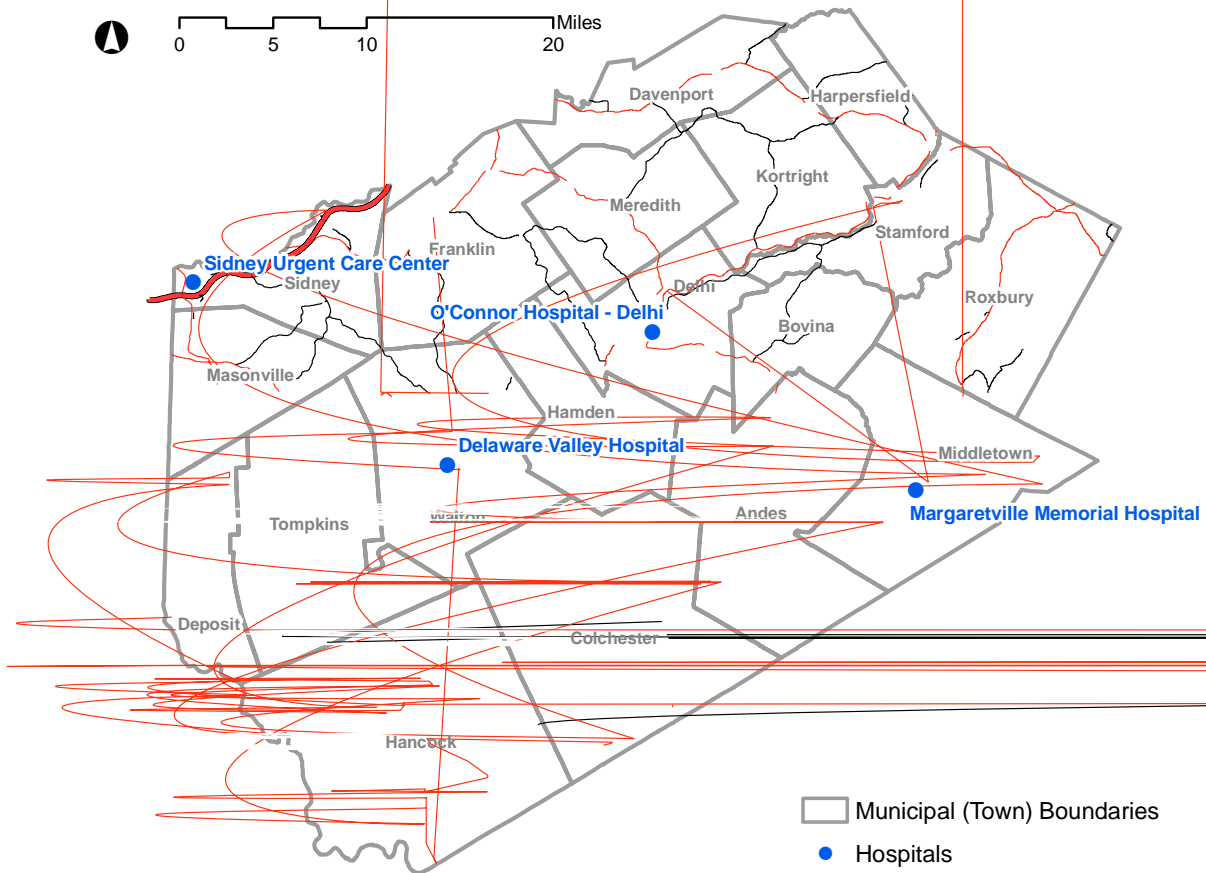 Miles
0 5 10 20
Davenport
Harpersfield
Kortright
Meredith
Stamford
Franklin
Sidney Urgent Care Center
Sidney
Delhi
Roxbury
O'Connor Hospital - Delhi
Bovina
Masonville
Hamden
Delaware Valley Hospital
Middletown
Margaretville Memorial Hospital
Andes
Walton
Tompkins
Deposit
Colchester
Hancock
Municipal (Town) Boundaries
Hospitals